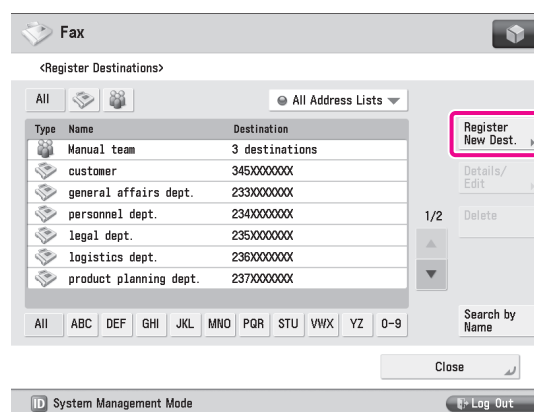 Fax
<Register Destinations>
All
All Address Lists
Type Name Destination
Manual team 3 destinations
customer 345XXXXXXX
general affairs dept. 233XXXXXXX
personnel dept. 234XXXXXXX
legal dept. 235XXXXXXX
logistics dept. 236XXXXXXX
product planning dept. 237XXXXXXX
1/2
Register
New Dest.
Details/
Edit
Delete
All ABC DEF GHI JKL MNO PQR STU VWX YZ 0-9
Search by
Name
Close
ID System Management Mode
Log Out